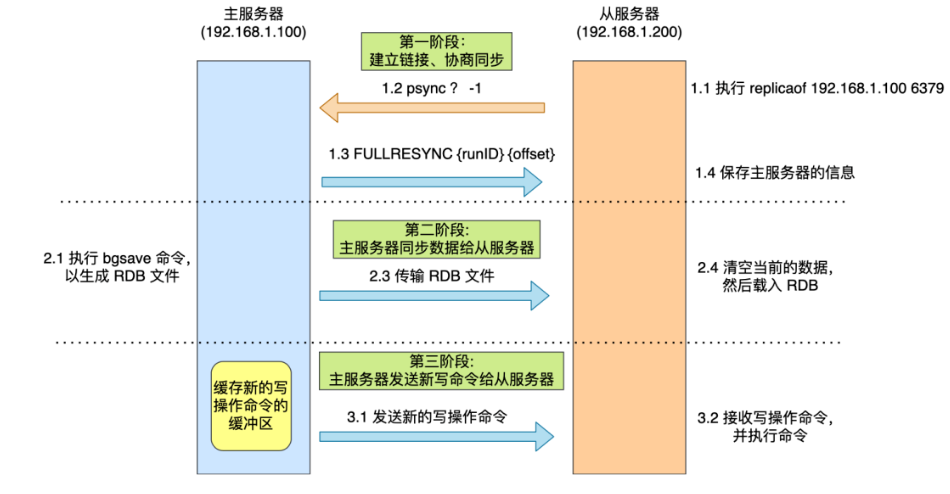 主服务器
(192.168.1.100)
从服务器
(192.168.1.200)
第一阶段:
建立链接、协商同步
1.1 执行 replicaof 192.168.1.100 6379
1.2 psync ？ -1
1.3 FULLRESYNC {runID} {offset}
1.4 保存主服务器的信息
第二阶段:
主服务器同步数据给从服务器
2.1 执行 bgsave 命令，
以生成 RDB 文件
2.3 传输 RDB 文件
2.4 清空当前的数据，
然后载入 RDB
第三阶段:
主服务器发送新写命令给从服务器
缓存新的写
操作命令的
缓冲区
3.1 发送新的写操作命令
3.2 接收写操作命令，
并执行命令